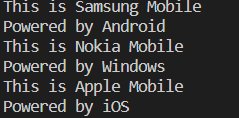 This is Samsung Mobile
Powered by Android
This is Nokia Mobile
Powered by Windows
This is Apple Mobile
Powered by iOS